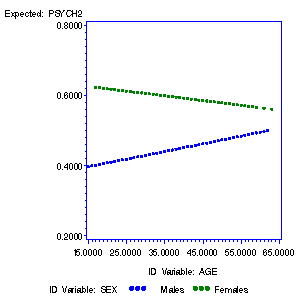 Expected: PSYCH2
0.8000
0.6000
0.4000
0.2000
15.0000 25.0000 35.0000 45.0000 55.0000 65.0000
ID Variable: AGE
ID Variable: SEX Males Females